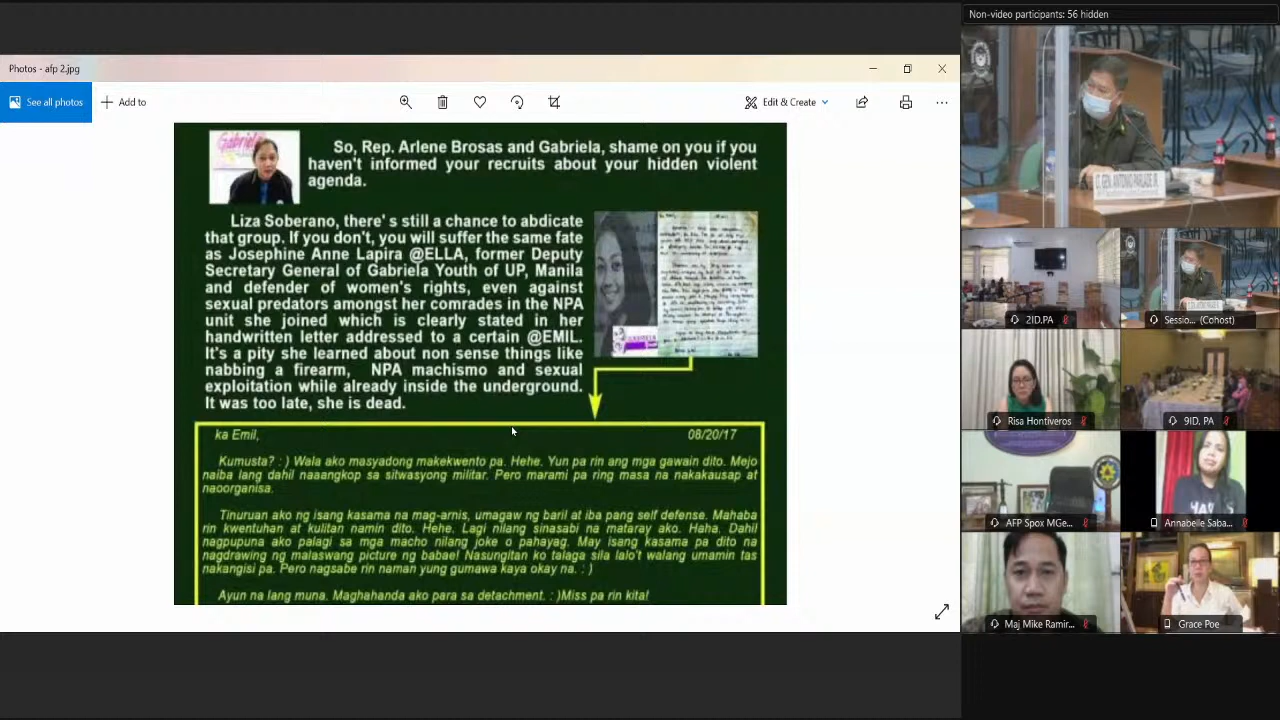 Non-video participants: 56 hidden
Photos - afp 2.jpg
See all photos
Add to
Edit & Create
Gabriela
So, Rep. Arlene Brosas and Gabriela, shame on you if you
haven't informed your recruits about your hidden violent
agenda.
Liza Soberano, there' s still a chance to abdicate
that group. If you don't, you will suffer the same fate
as Josephine Anne Lapira @ELLA, former Deputy
Secretary General of Gabriela Youth of UP, Manila
and defender of women's rights, even against
sexual predators amongst her comrades in the NPA
unit she joined which is clearly stated in her
handwritten letter addressed to a certain @EMIL.
It's a pity she learned about non sense things like
nabbing a firearm, NPA machismo and sexual
exploitation while already inside the underground.
It was too late, she is dead.
ka Emil,
08/20/17
Kumusta? : ) Wala ako masyadong makekwento pa. Hehe. Yun pa rin ang mga gawain dito. Mejo
naiba lang dahil naaangkop sa sitwasyong militar. Pero marami pa ring masa na nakakausap at
naoorganisa.
Tinuruan ako ng isang kasama na mag-arnis, umagaw ng baril at iba pang self defense. Mahaba
rin kwentuhan at kulitan namin dito. Hehe. Lagi nilang sinasabi na mataray ako. Haha. Dahil
nagpupuna ako palagi sa mga macho nilang joke o pahayag. May isang kasama pa dito na
nagdrawing ng malaswang picture ng babae! Nasungitan ko talaga sila lalo't walang umamin tas
nakangisi pa. Pero nagsabe rin naman yung gumawa kaya okay na. : )
Ayun na lang muna. Maghahanda ako para sa detachment. : )Miss pa rin kita!
LT. GEN. ANTONIO PARLADE JR.
2ID.PA
Sessio... (Cohost)
Risa Hontiveros
9ID, PA
AFP Spox MGe...
Annabelle Saba...
Maj Mike Ramir...
Grace Poe